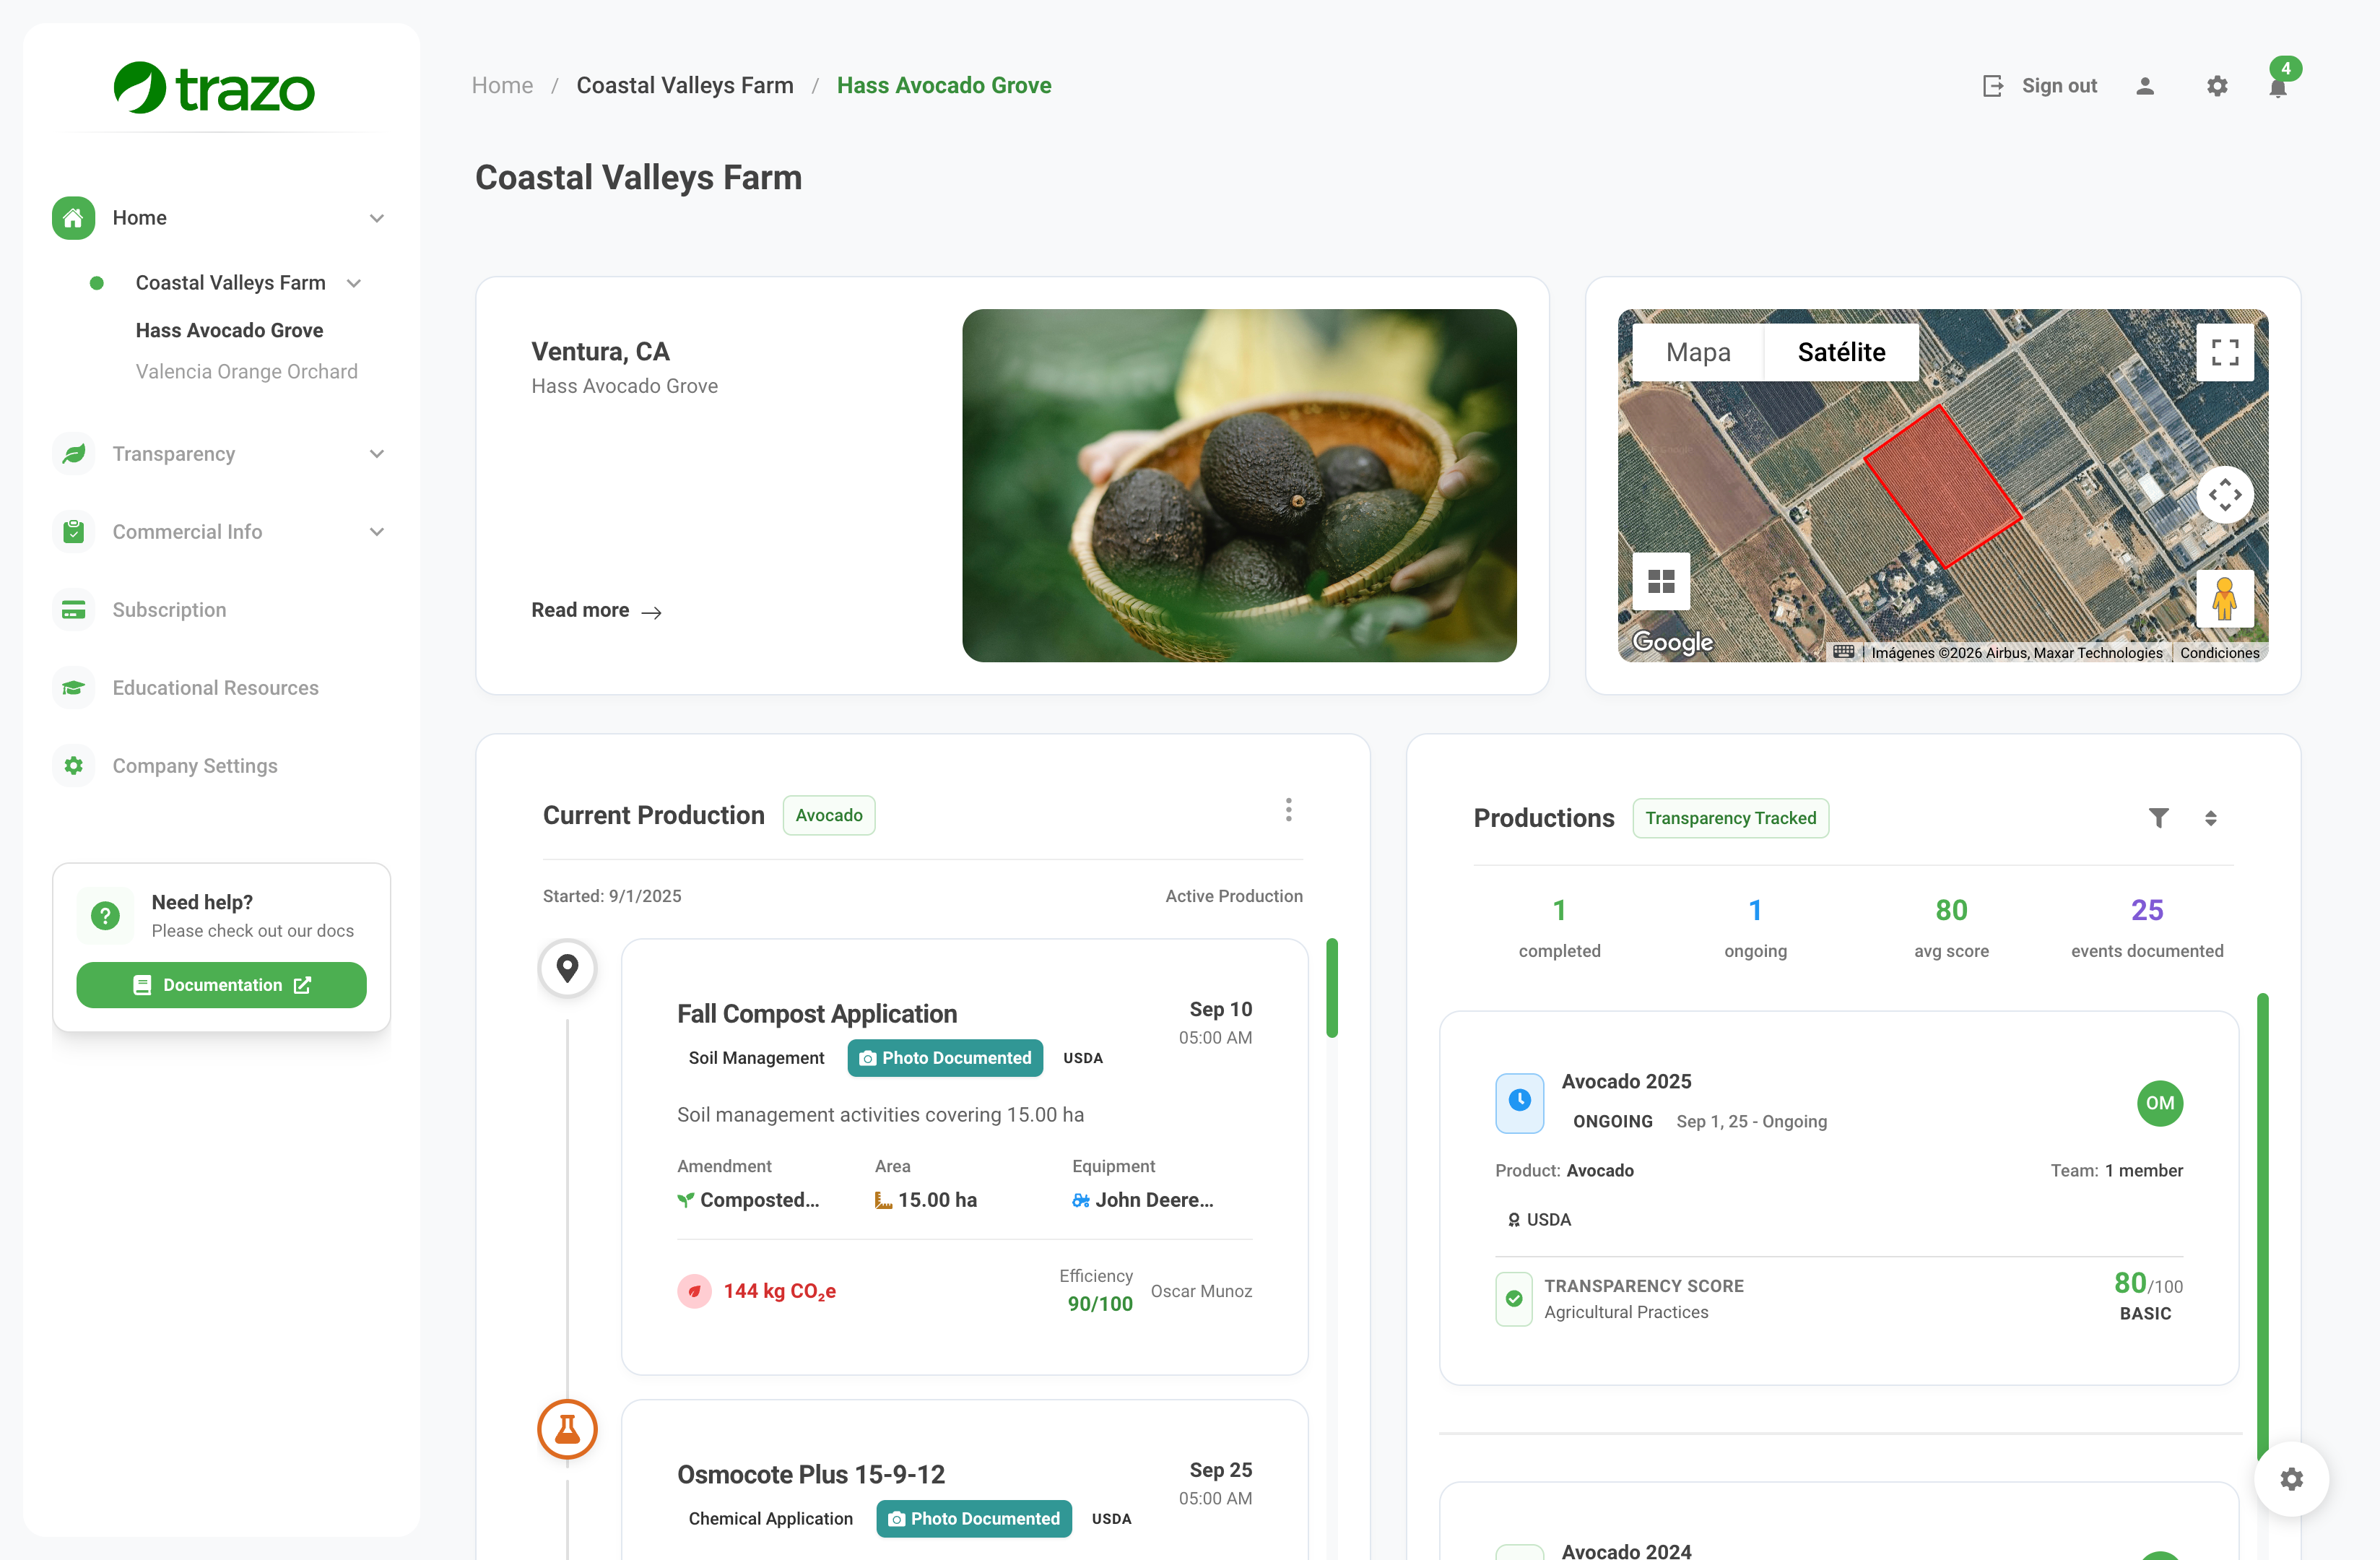 trazo
Home / Coastal Valleys Farm / Hass Avocado Grove
Sign out
4
Home
Coastal Valleys Farm
Hass Avocado Grove
Valencia Orange Orchard
Transparency
Commercial Info
Subscription
Educational Resources
Company Settings
Need help?
Please check out our docs
Documentation
Coastal Valleys Farm
Ventura, CA
Hass Avocado Grove
Read more →
Mapa Satélite
Google
Imágenes ©2026 Airbus, Maxar Technologies Condiciones
Current Production Avocado
Started: 9/1/2025 Active Production
Fall Compost Application Sep 10
05:00 AM
Soil Management Photo Documented USDA
Soil management activities covering 15.00 ha
Amendment Area Equipment
Composted... 15.00 ha John Deere...
144 kg CO₂e
Efficiency
90/100
Oscar Munoz
Osmocote Plus 15-9-12 Sep 25
05:00 AM
Chemical Application Photo Documented USDA
Productions Transparency Tracked
1 1 80 25
completed ongoing avg score events documented
Avocado 2025
OM
ONGOING Sep 1, 25 - Ongoing
Product: Avocado Team: 1 member
USDA
TRANSPARENCY SCORE 80/100
Agricultural Practices BASIC
Avocado 2024